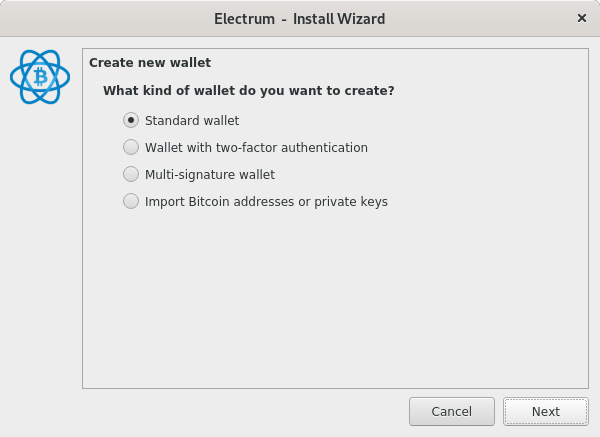 Electrum - Install Wizard
Create new wallet
What kind of wallet do you want to create?
Standard wallet
Wallet with two-factor authentication
Multi-signature wallet
Import Bitcoin addresses or private keys
Cancel Next